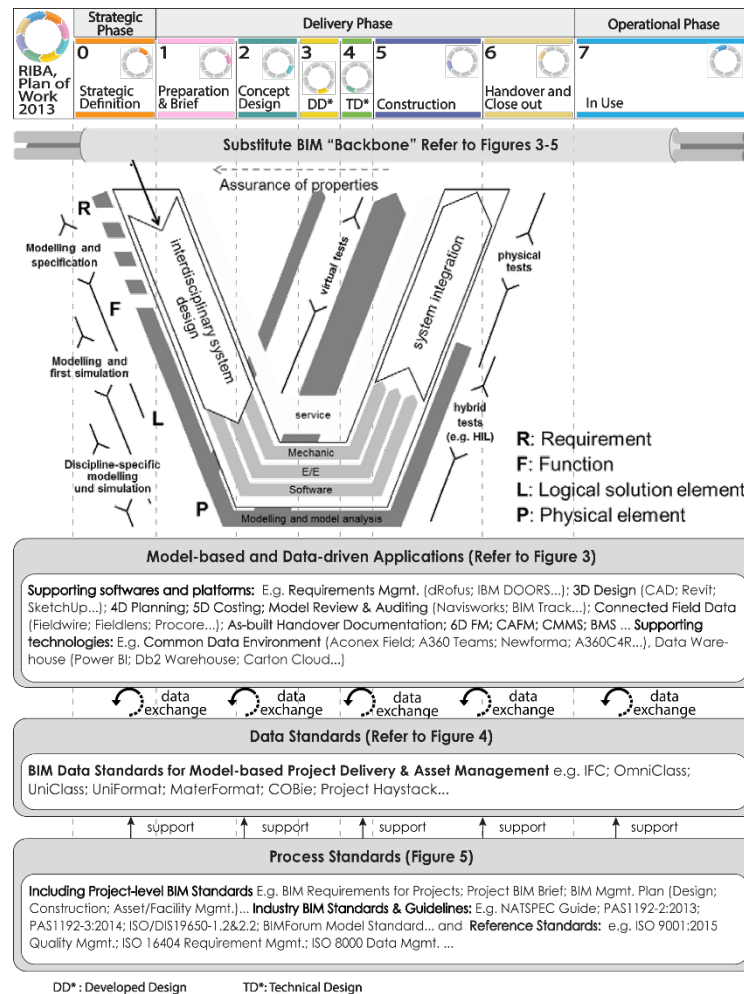 Strategic
Phase
Delivery Phase
Operational Phase
RIBA,
Plan of
Work
2013
0
Strategic
Definition
1
Preparation
& Brief
2
Concept
Design
3
DD*
4
TD*
5
Construction
6
Handover and
Close out
7
In Use
Substitute BIM “Backbone” Refer to Figures 3-5
Assurance of properties
R
Modelling and
specification
F
Modelling and
first simulation
L
Discipline-specific
modelling
und simulation
P
interdisciplinary system
design
virtual tests
system integration
physical
tests
hybrid
tests
(e.g. HIL)
service
Mechanic
E/E
Software
Modelling and model analysis
R: Requirement
F: Function
L: Logical solution element
P: Physical element
Model-based and Data-driven Applications (Refer to Figure 3)
Supporting softwares and platforms: E.g. Requirements Mgmt. (dRofus; IBM DOORS...); 3D Design (CAD; Revit;
SketchUp...); 4D Planning; 5D Costing; Model Review & Auditing (Navisworks; BIM Track...); Connected Field Data
(Fieldwire; Fieldlens; Procore...); As-built Handover Documentation; 6D FM; CAFM; CMMS; BMS ... Supporting
technologies: E.g. Common Data Environment (Aconex Field; A360 Teams; Newforma; A360C4R...), Data Ware-
house (Power BI; Db2 Warehouse; Carton Cloud...)
data
exchange
data
exchange
data
exchange
data
exchange
data
exchange
Data Standards (Refer to Figure 4)
BIM Data Standards for Model-based Project Delivery & Asset Management e.g. IFC; OmniClass;
UniClass; UniFormat; MaterFormat; COBie; Project Haystack...
support
support
support
support
support
Process Standards (Figure 5)
Including Project-level BIM Standards E.g. BIM Requirements for Projects; Project BIM Brief; BIM Mgmt. Plan (Design;
Construction; Asset/Facility Mgmt.)... Industry BIM Standards & Guidelines: E.g. NATSPEC Guide; PAS1192-2:2013;
PAS1192-3:2014; ISO/DIS19650-1.2&2.2; BIMForum Model Standard... and Reference Standards: e.g. ISO 9001:2015
Quality Mgmt.; ISO 16404 Requirement Mgmt.; ISO 8000 Data Mgmt. ...
DD* : Developed Design
TD*: Technical Design